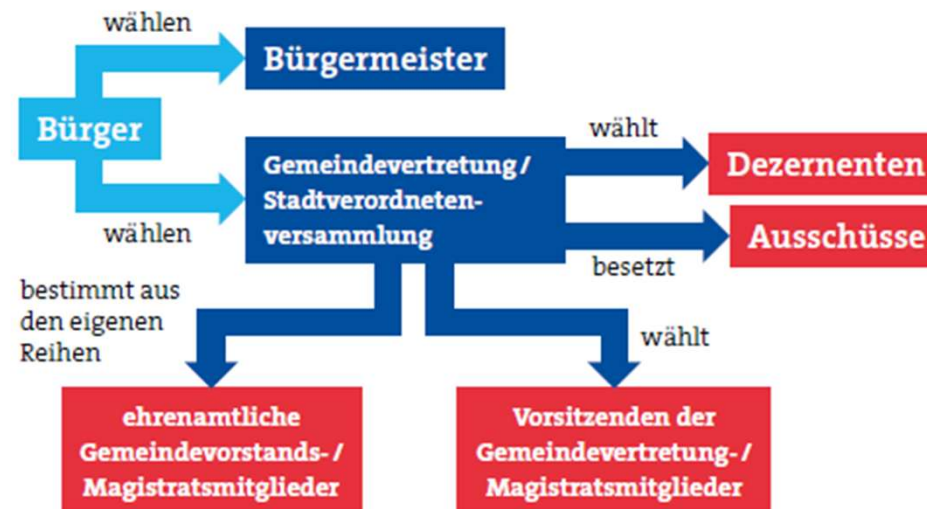 wählen
Bürgermeister
Bürger
wählen
Gemeindevertretung/
Stadtverordneten-
versammlung
wählt
Dezernenten
Ausschüsse
besetzt
bestimmt aus
den eigenen
Reihen
wählt
ehrenamtliche
Gemeindevorstands-/
Magistratsmitglieder
Vorsitzenden der
Gemeindevertretung-/
Magistratsmitglieder